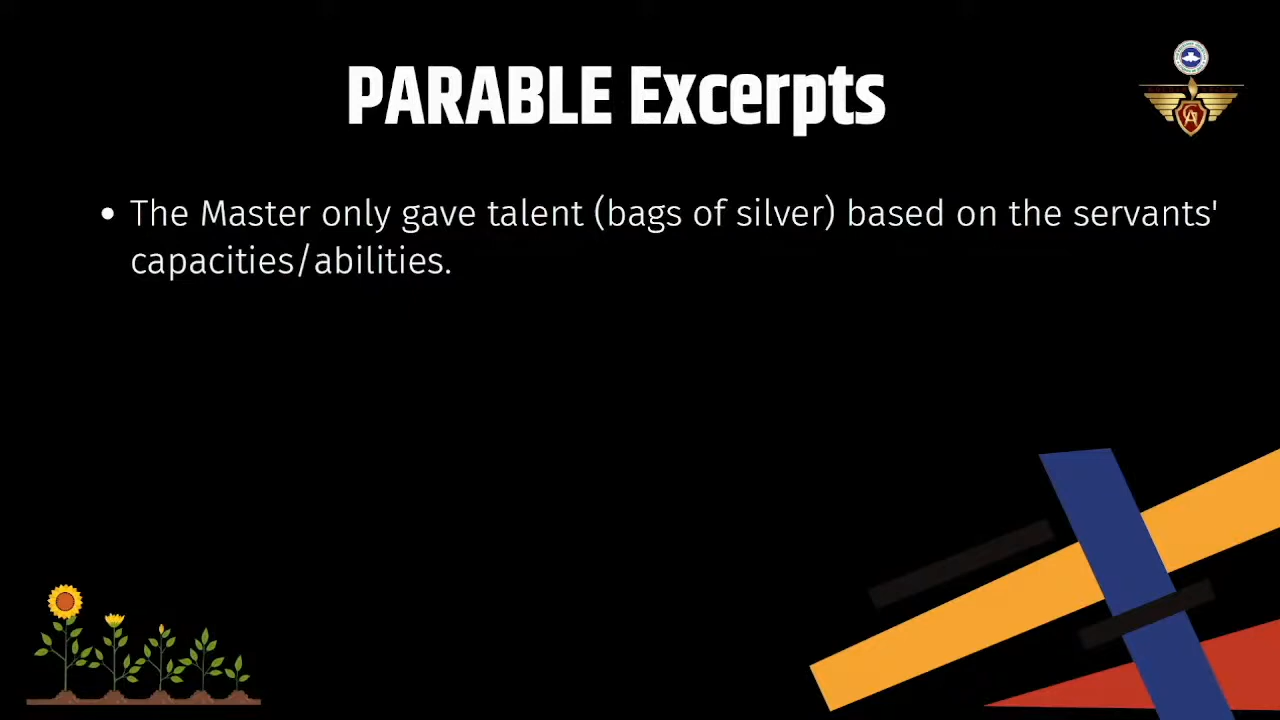 PARABLE Excerpts
• The Master only gave talent (bags of silver) based on the servants'
capacities/abilities.